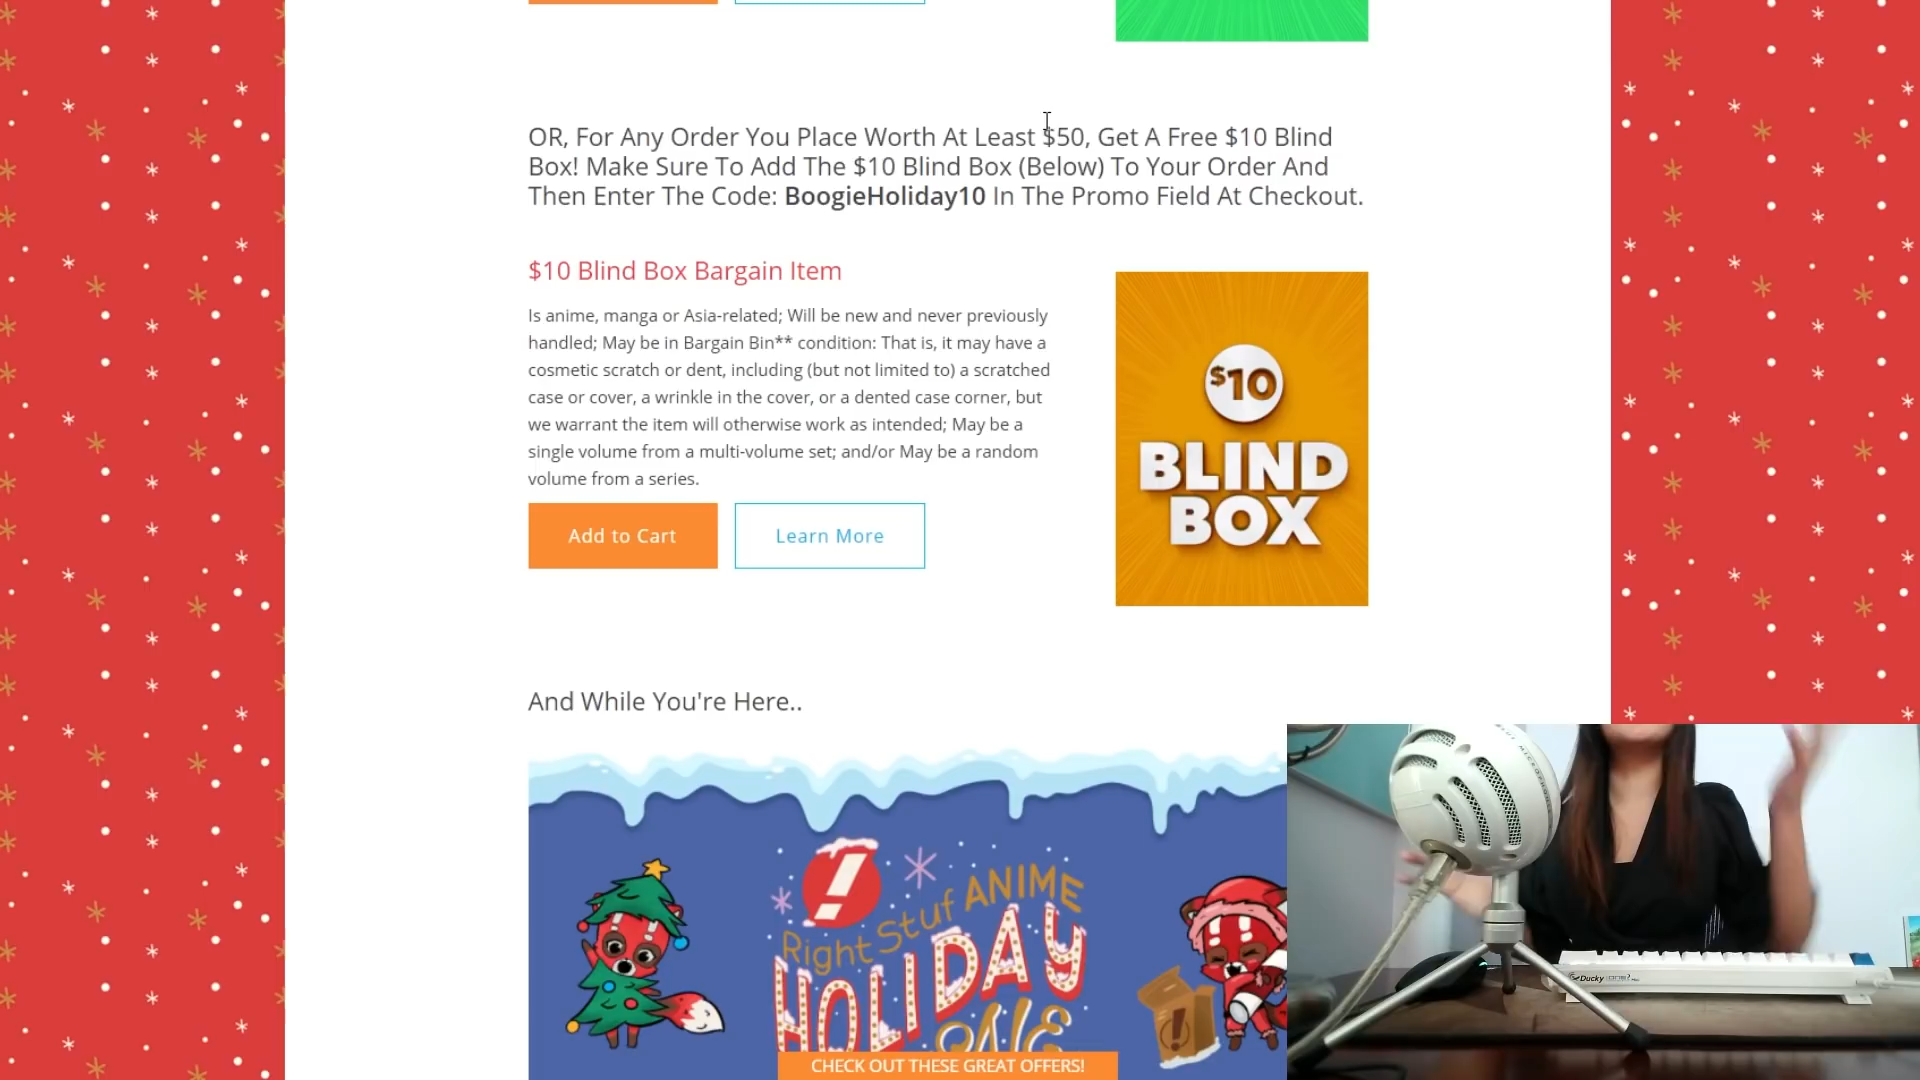 OR, For Any Order You Place Worth At Least $50, Get A Free $10 Blind
Box! Make Sure To Add The $10 Blind Box (Below) To Your Order And
Then Enter The Code: BoogieHoliday10 In The Promo Field At Checkout.
$10 Blind Box Bargain Item
Is anime, manga or Asia-related; Will be new and never previously
handled; May be in Bargain Bin** condition: That is, it may have a
cosmetic scratch or dent, including (but not limited to) a scratched
case or cover, a wrinkle in the cover, or a dented case corner, but
we warrant the item will otherwise work as intended; May be a
single volume from a multi-volume set; and/or May be a random
volume from a series.
Add to Cart
Learn More
$10
BLIND
BOX
And While You're Here..
Right Stuf ANIME
HOLIDAY
CHECK OUT THESE GREAT OFFERS!
Ducky